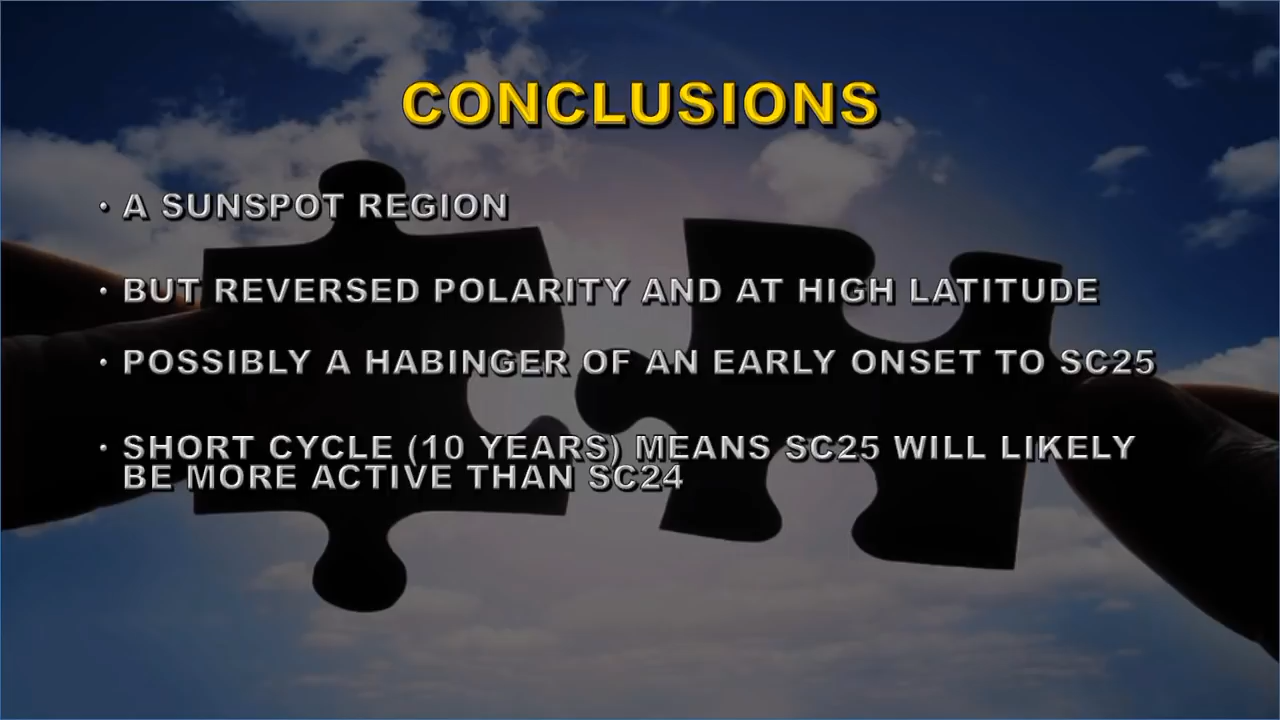 CONCLUSIONS
• A SUNSPOT REGION
• BUT REVERSED POLARITY AND AT HIGH LATITUDE
• POSSIBLY A HABINGER OF AN EARLY ONSET TO SC25
• SHORT CYCLE (10 YEARS) MEANS SC25 WILL LIKELY
BE MORE ACTIVE THAN SC24